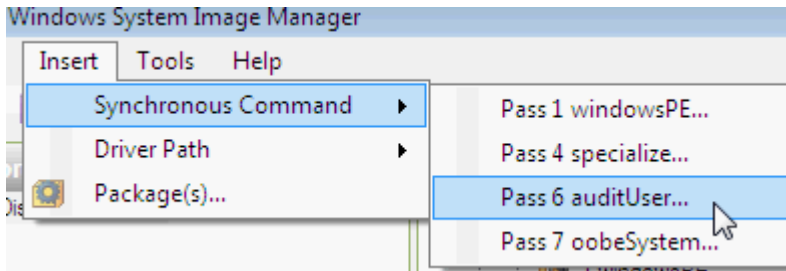 Windows System Image Manager
Insert Tools Help
Synchronous Command
Driver Path
Package(s)...
Pass 1 windowsPE...
Pass 4 specialize...
Pass 6 auditUser...
Pass 7 oobeSystem...